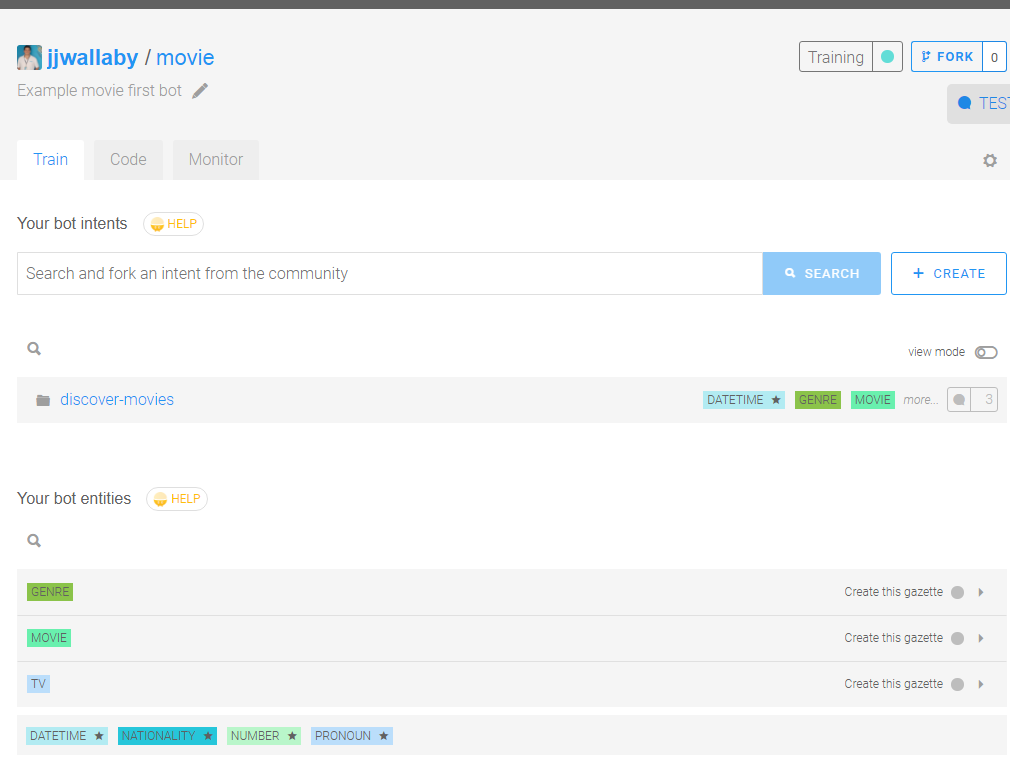 jjwallaby / movie
Training
FORK 0
Example movie first bot
TEST
Train Code Monitor
Your bot intents HELP
Search and fork an intent from the community
SEARCH
+ CREATE
view mode
discover-movies DATETIME ★ GENRE MOVIE more... 3
Your bot entities HELP
GENRE Create this gazette
MOVIE Create this gazette
TV Create this gazette
DATETIME ★ NATIONALITY ★ NUMBER ★ PRONOUN ★